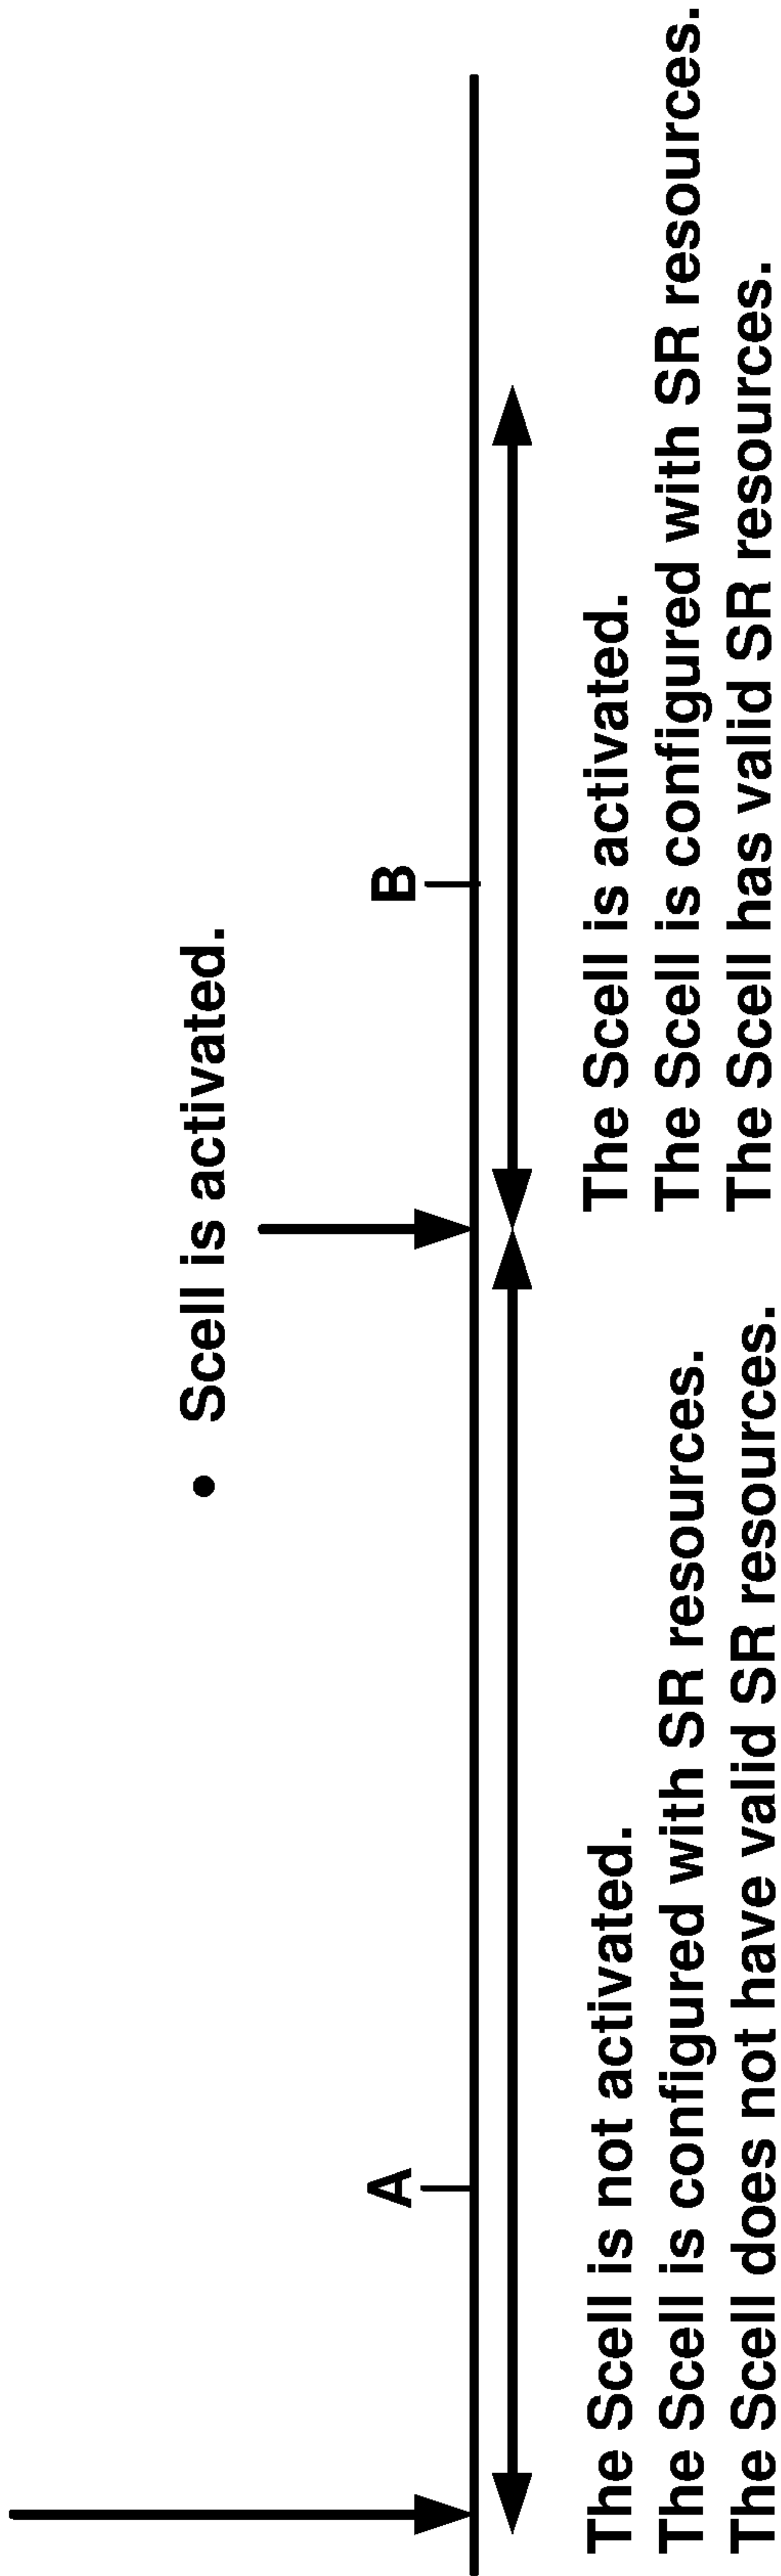 • Scell is activated.
A
B
The Scell is not activated.
The Scell is configured with SR resources.
The Scell does not have valid SR resources.
The Scell is activated.
The Scell is configured with SR resources.
The Scell has valid SR resources.